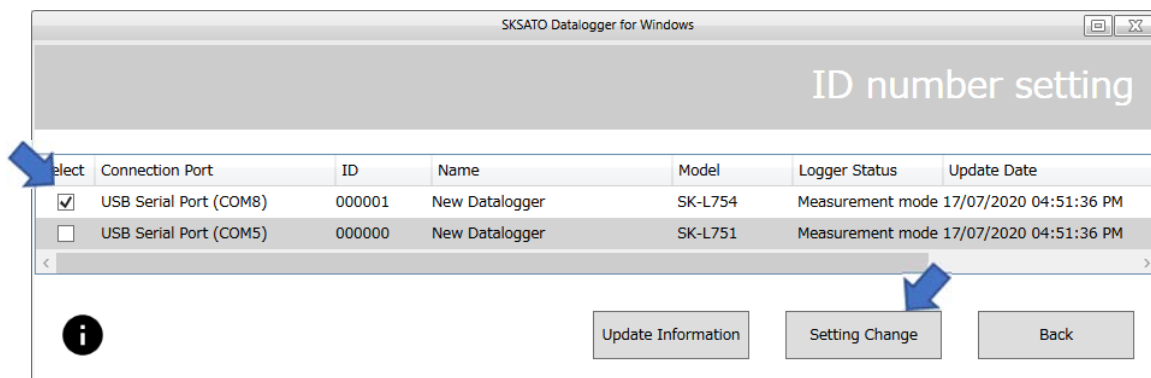 SKSATO Datalogger for Windows
ID number setting
elect Connection Port ID Name Model Logger Status Update Date
USB Serial Port (COM8) 000001 New Datalogger SK-L754 Measurement mode 17/07/2020 04:51:36 PM
USB Serial Port (COM5) 000000 New Datalogger SK-L751 Measurement mode 17/07/2020 04:51:36 PM
i
Update Information Setting Change Back